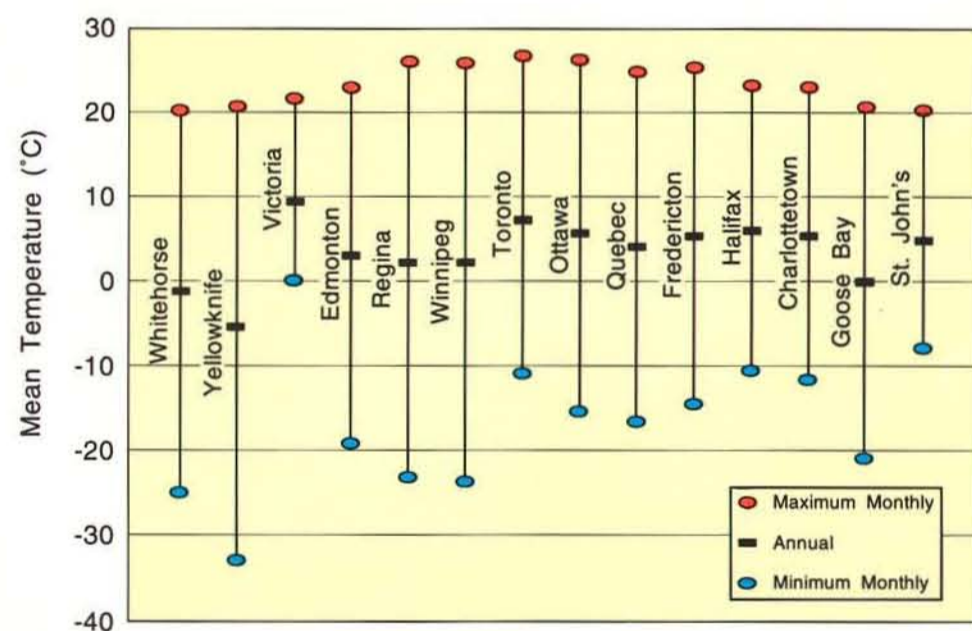 Mean Temperature (°C)
30
20
10
0
-10
-20
-30
-40
Whitehorse
Yellowknife
Victoria
Edmonton
Regina
Winnipeg
Toronto
Ottawa
Quebec
Fredericton
Halifax
Charlottetown
Goose Bay
St. John's
Maximum Monthly
Annual
Minimum Monthly